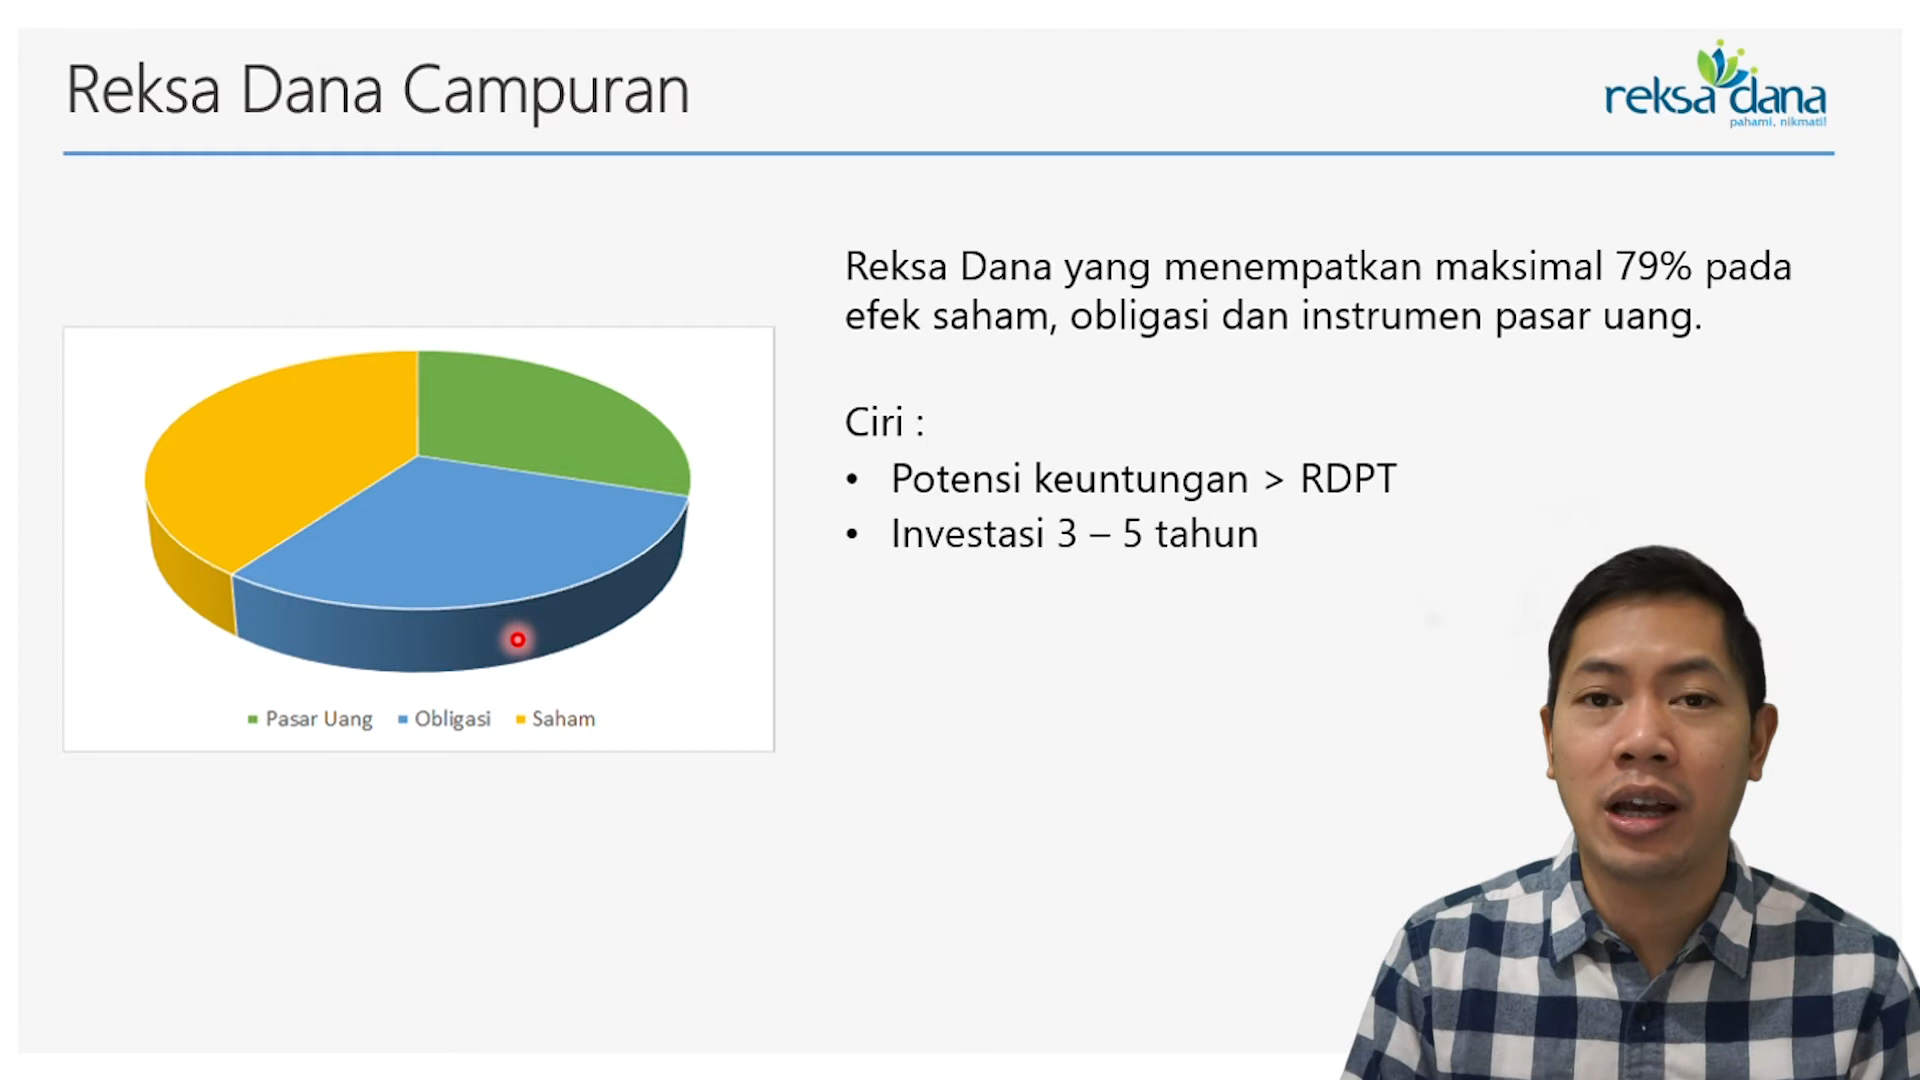 Reksa Dana Campuran
reksa dana
pahami, nikmati!
Reksa Dana yang menempatkan maksimal 79% pada
efek saham, obligasi dan instrumen pasar uang.
Ciri :
• Potensi keuntungan > RDPT
• Investasi 3 – 5 tahun
Pasar Uang Obligasi Saham